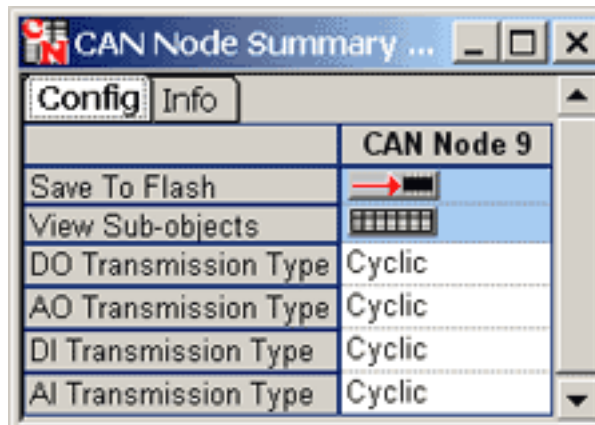 CAN Node Summary ...
Config Info
CAN Node 9
Save To Flash
View Sub-objects
DO Transmission Type Cyclic
AO Transmission Type Cyclic
DI Transmission Type Cyclic
AI Transmission Type Cyclic